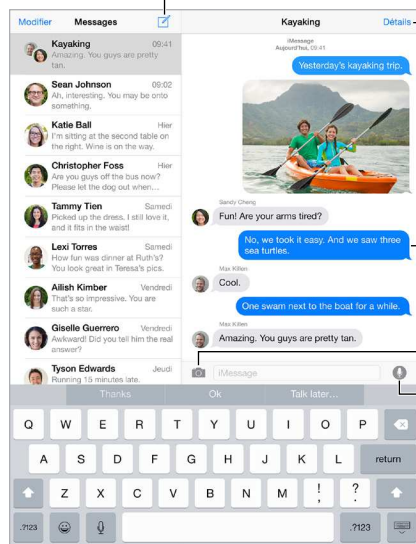 Modifier Messages Kayaking Détails
Kayaking 09:41
Amazing. You guys are pretty
tan.
Sean Johnson 09:02
Ah, interesting. You may be onto
something.
Katie Ball Hier
I'm sitting at the second table on
the right. Wine is on the way.
Christopher Foss Hier
Are you guys off the bus now?
Please let the dog out when...
Tammy Tien Samedi
Picked up the dress. I still love it,
and it fits in the waist!
Lexi Torres Samedi
How fun was dinner at Ruth's?
You look great in Teresa's pics.
Ailish Kimber Vendredi
That's so impressive. You are
such a star.
Giselle Guerrero Vendredi
Awkward! Did you tell him the real
answer?
Tyson Edwards Jeudi
Running 15 minutes late.
iMessage
Aujourd'hui, 09:41
Yesterday's kayaking trip.
Sandy Cheng
Fun! Are your arms tired?
No, we took it easy. And we saw three
sea turtles.
Max Killen
Cool.
One swam next to the boat for a while.
Max Killen
Amazing. You guys are pretty tan.
iMessage
Thanks Ok Talk later...
Q W E R T Y U I O P
A S D F G H J K L return
Z X C V B N M ! , ? .
.?123 .?123